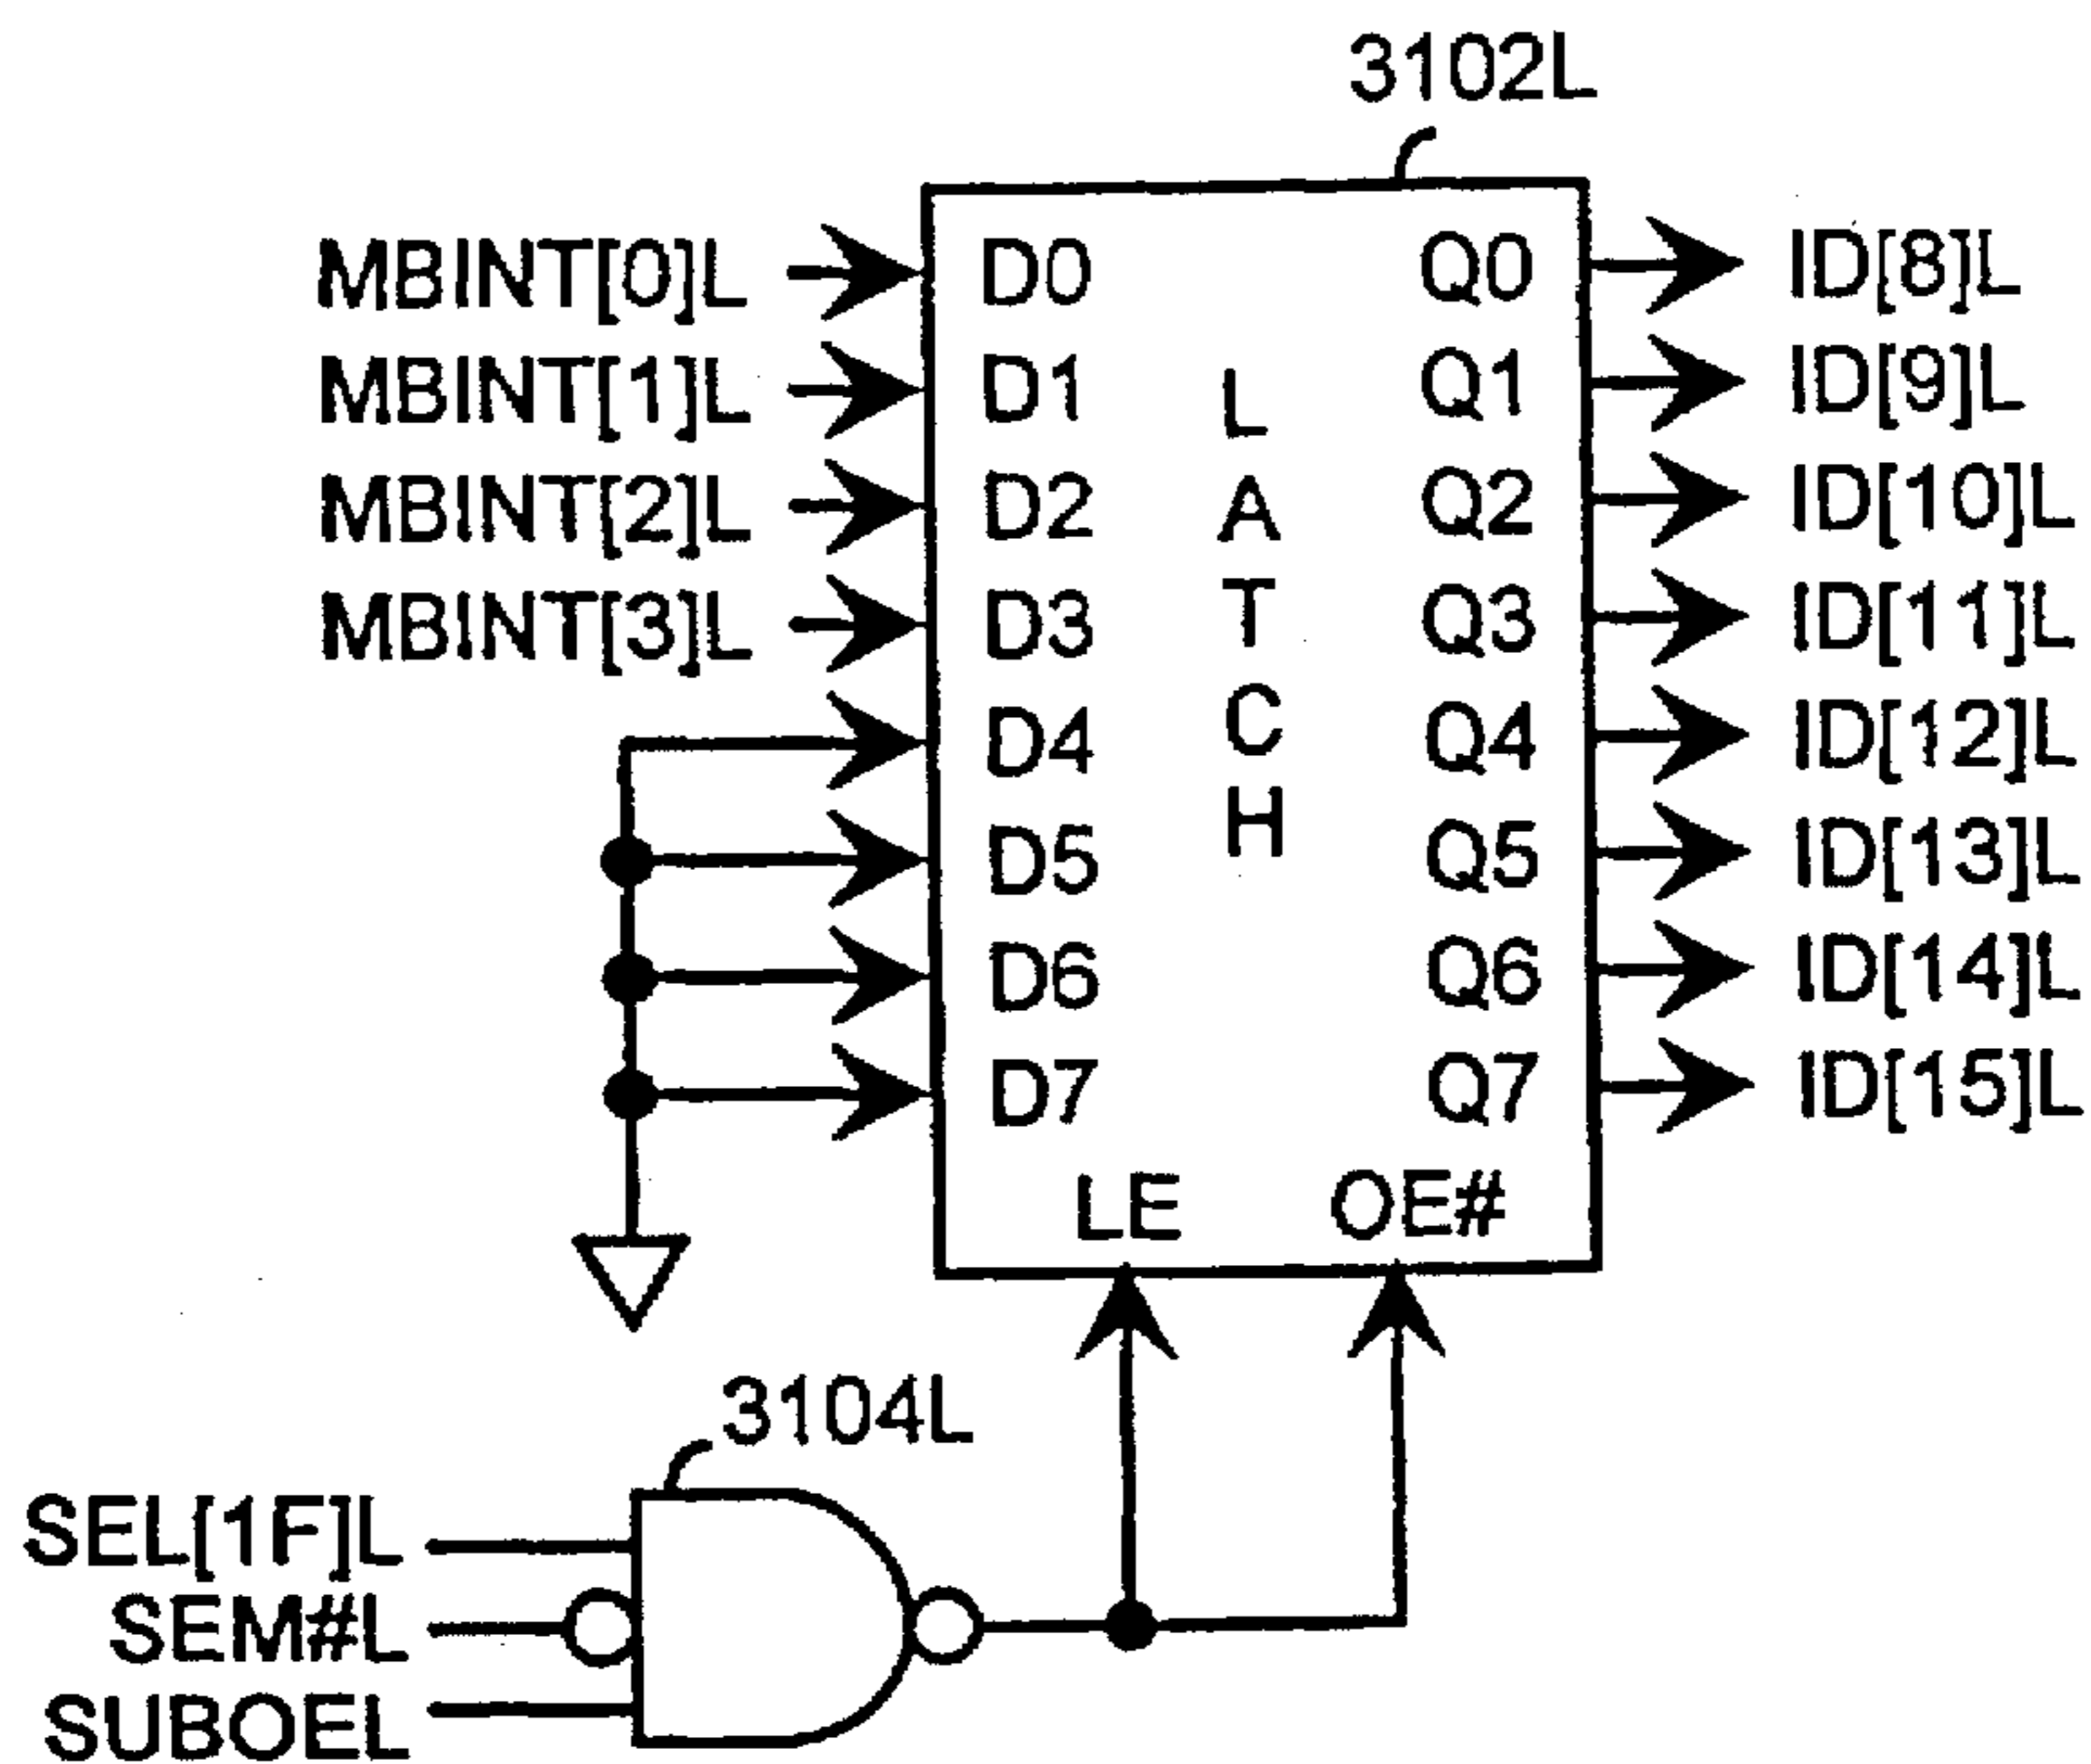 3102L
MBINT[0]L D0 Q0 ID[8]L
MBINT[1]L D1 Q1 ID[9]L
MBINT[2]L D2 Q2 ID[10]L
MBINT[3]L D3 Q3 ID[11]L
D4 Q4 ID[12]L
D5 Q5 ID[13]L
D6 Q6 ID[14]L
D7 Q7 ID[15]L
LATCH
LE OE#
3104L
SEL[1F]L
SEM#L
SUBOEL